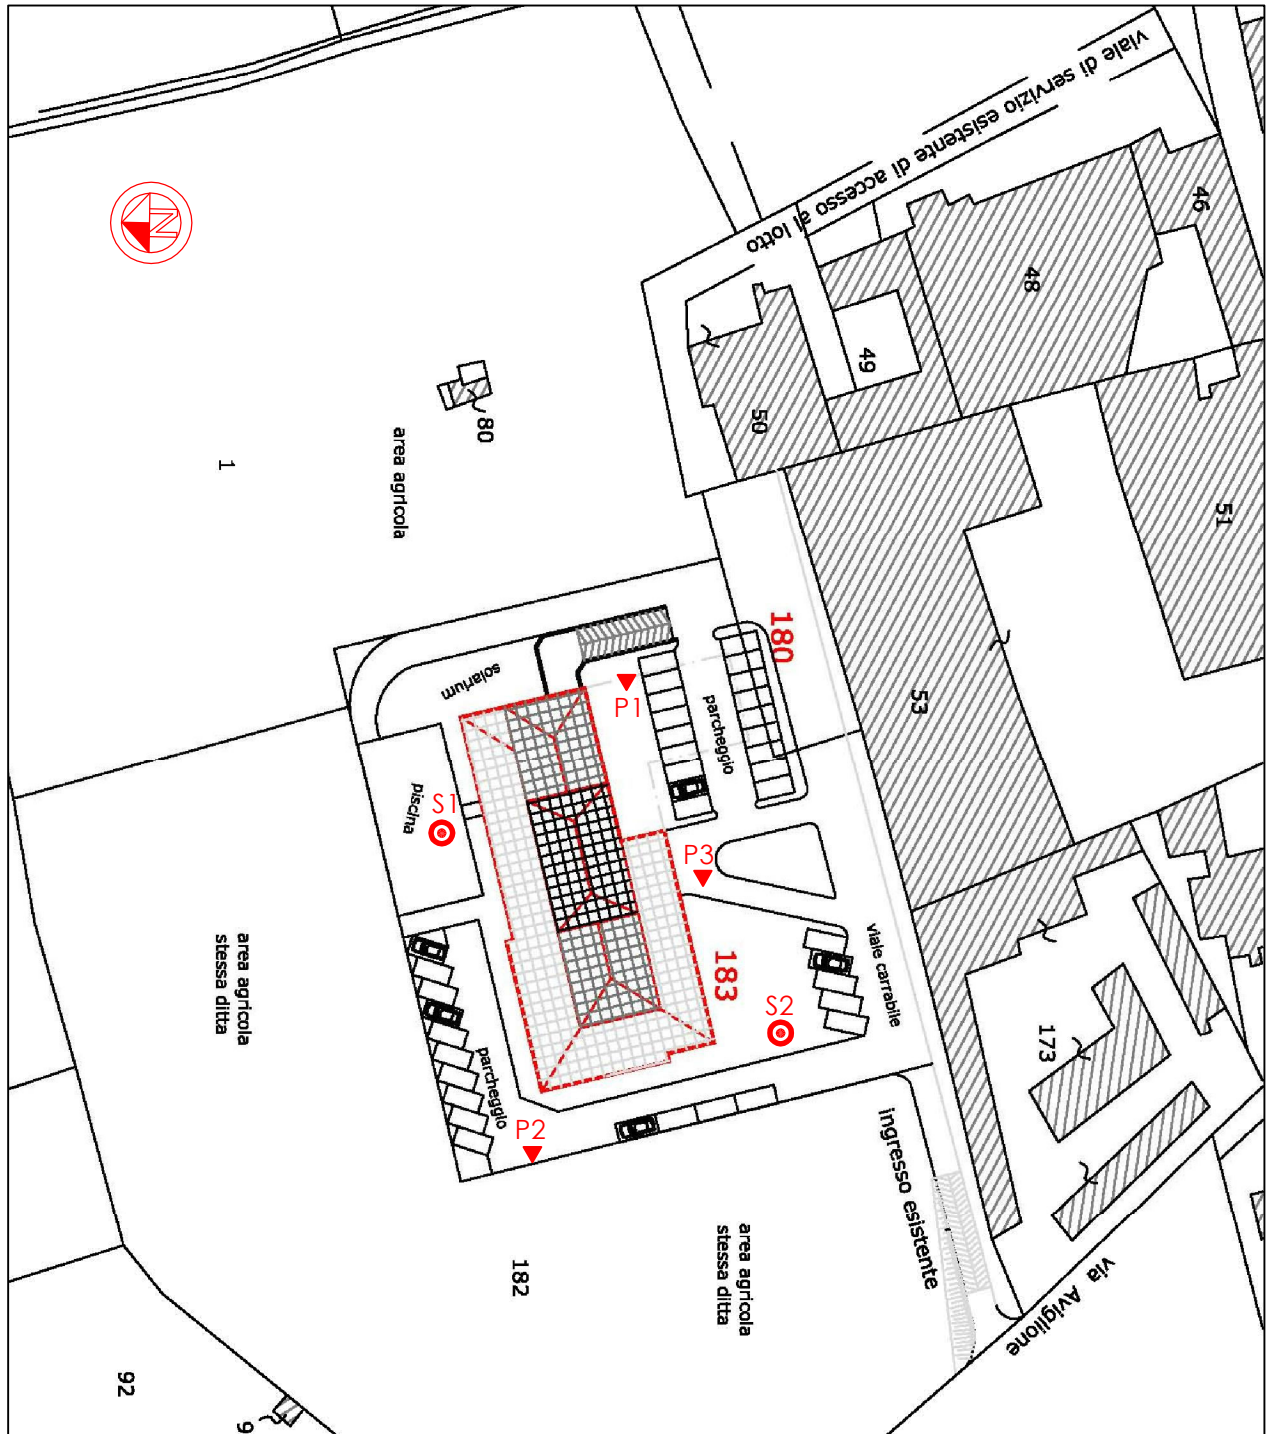 viale di servizio esistente di accesso al lotto
46
48
49
50
51
53
N
80
1
area agricola
180
solarium
P1
parcheggio
piscina
S1
P3
183
viale carrabile
S2
173
area agricola
stessa ditta
parcheggio
P2
ingresso esistente
via Aviglione
area agricola
stessa ditta
182
92
9